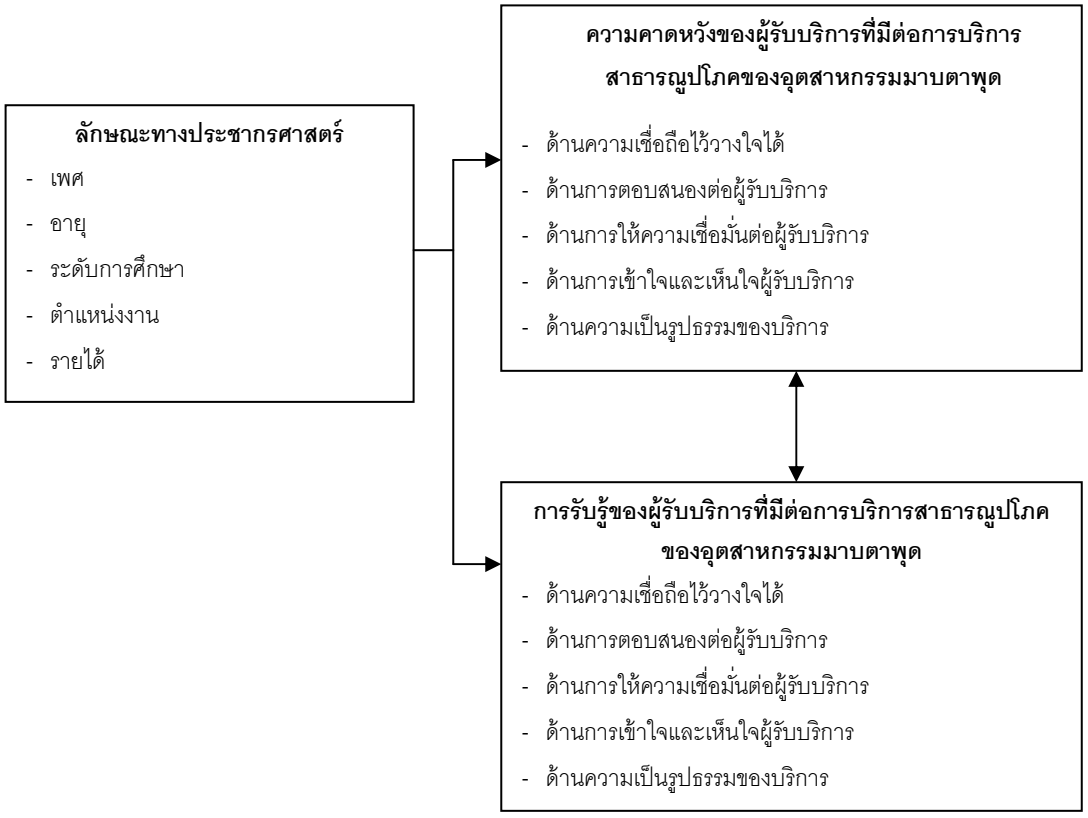 ลักษณะทางประชากรศาสตร์
- เพศ
- อายุ
- ระดับการศึกษา
- ตำแหน่งงาน
- รายได้
ความคาดหวังของผู้รับบริการที่มีต่อการบริการ
สาธารณูปโภคของอุตสาหกรรมมาบตาพุด
- ด้านความเชื่อถือไว้วางใจได้
- ด้านการตอบสนองต่อผู้รับบริการ
- ด้านการให้ความเชื่อมั่นต่อผู้รับบริการ
- ด้านการเข้าใจและเห็นใจผู้รับบริการ
- ด้านความเป็นรูปธรรมของบริการ
การรับรู้ของผู้รับบริการที่มีต่อการบริการสาธารณูปโภค
ของอุตสาหกรรมมาบตาพุด
- ด้านความเชื่อถือไว้วางใจได้
- ด้านการตอบสนองต่อผู้รับบริการ
- ด้านการให้ความเชื่อมั่นต่อผู้รับบริการ
- ด้านการเข้าใจและเห็นใจผู้รับบริการ
- ด้านความเป็นรูปธรรมของบริการ